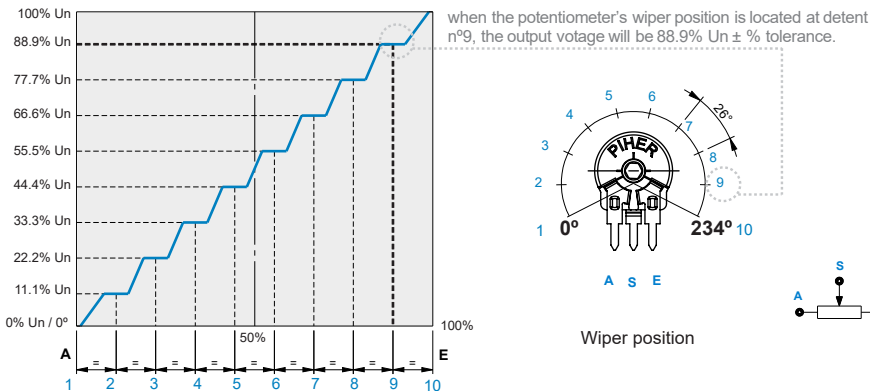 100% Un
88.9% Un
77.7% Un
66.6% Un
55.5% Un
44.4% Un
33.3% Un
22.2% Un
11.1% Un
0% Un / 0º
50%
100%
A
E
= = = = = = = = =
1 2 3 4 5 6 7 8 9 10
when the potentiometer's wiper position is located at detent
nº9, the output votage will be 88.9% Un ± % tolerance.
1
2
3
4
5
6
7
8
9
10
26°
PIHER
0º
234º
A S E
Wiper position
A
S